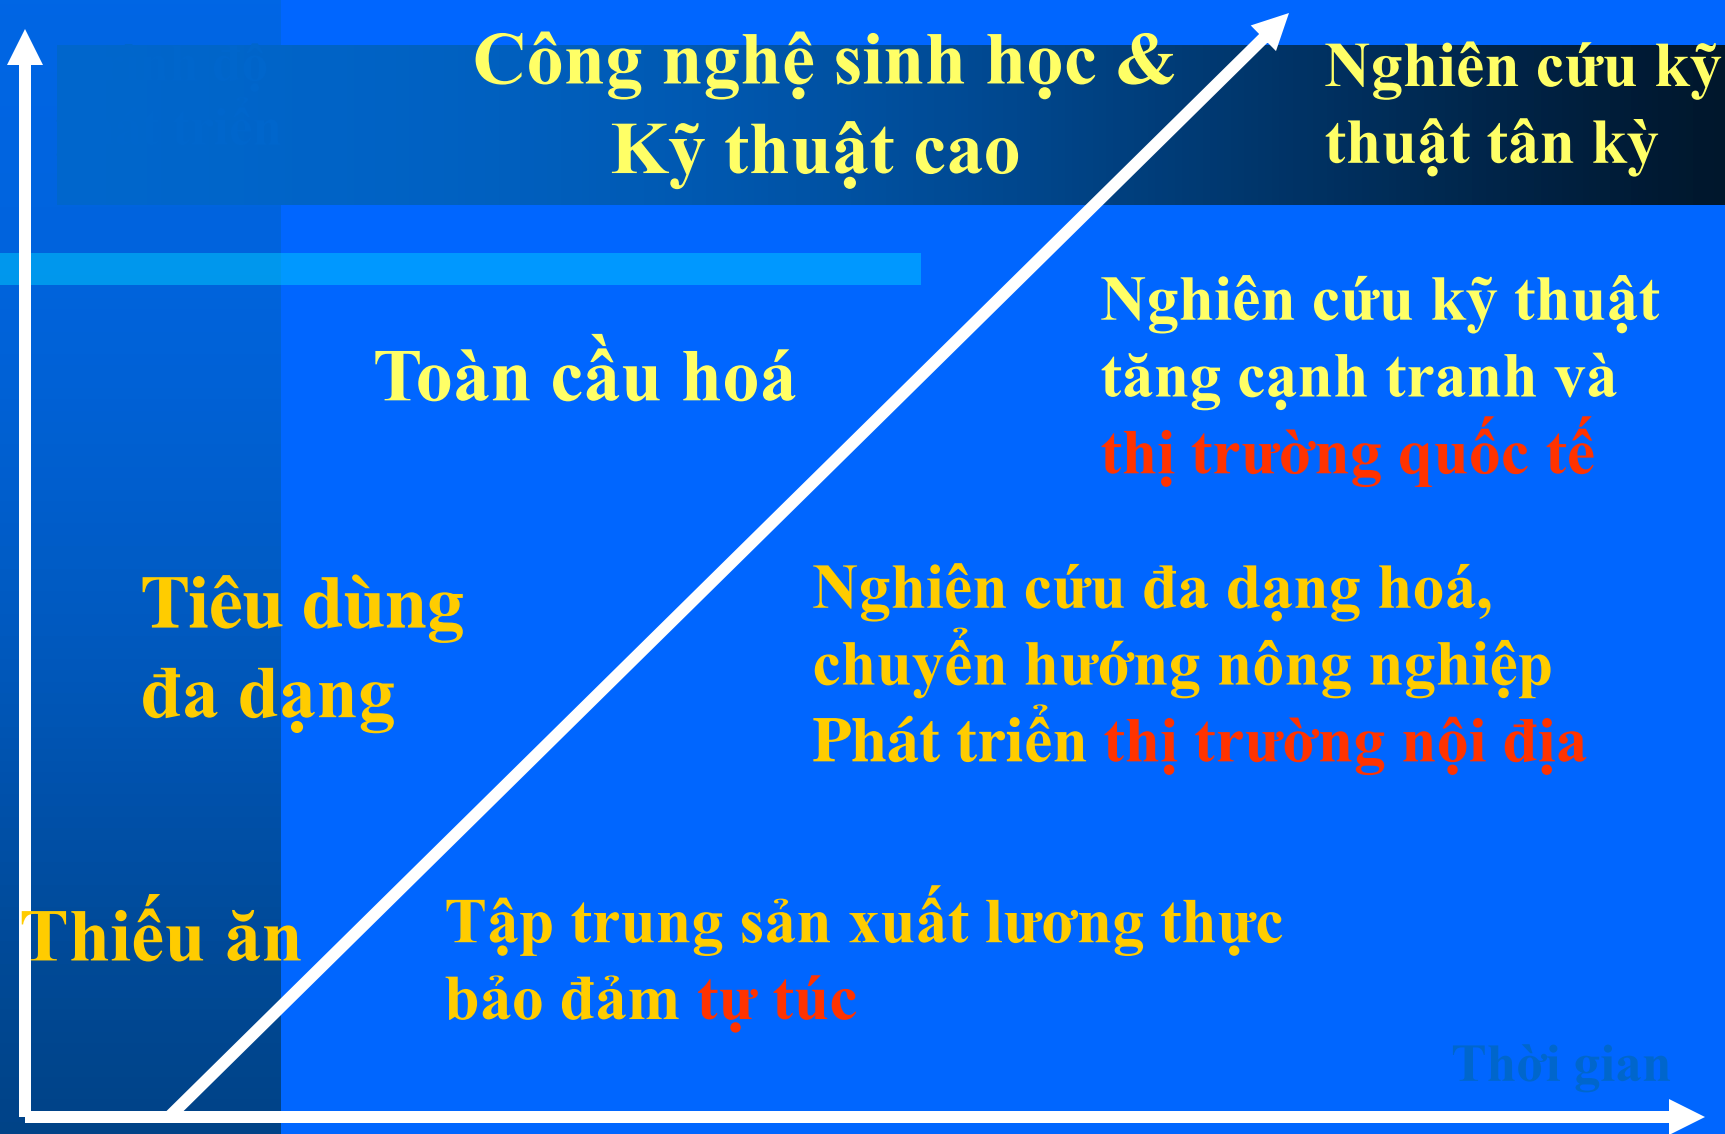 Công nghệ sinh học &
Kỹ thuật cao
Nghiên cứu kỹ
thuật tân kỳ
Toàn cầu hoá
Nghiên cứu kỹ thuật
tăng cạnh tranh và
thị trường quốc tế
Tiêu dùng
đa dạng
Nghiên cứu đa dạng hoá,
chuyển hướng nông nghiệp
Phát triển thị trường nội địa
Thiếu ăn
Tập trung sản xuất lương thực
bảo đảm tự túc
Thời gian